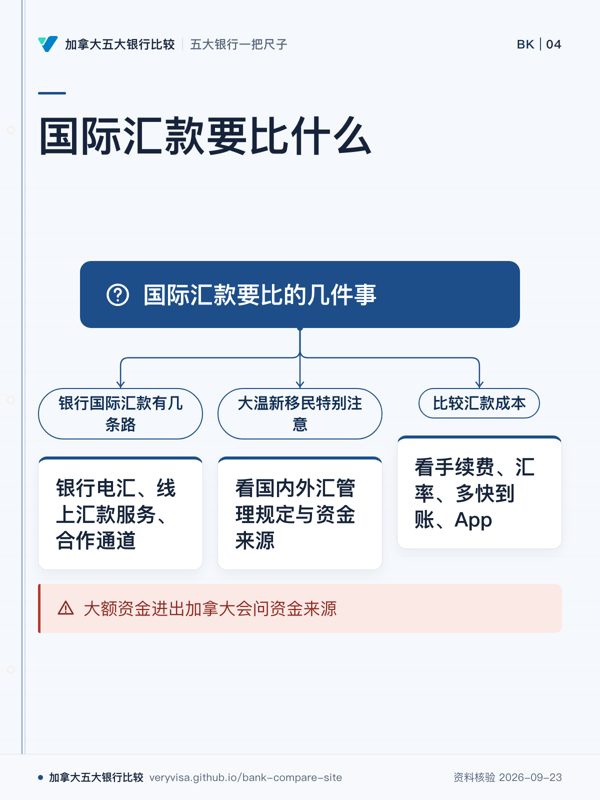 加拿大五大银行比较 五大银行一把尺子
BK | 04
国际汇款要比什么
国际汇款要比的几件事
银行国际汇款有几
条路
银行电汇、线
上汇款服务、
合作通道
大温新移民特别注
意
看国内外汇管
理规定与资金
来源
比较汇款成本
看手续费、汇
率、多快到
账、App
大额资金进出加拿大会问资金来源
加拿大五大银行比较 veryvisa.github.io/bank-compare-site
资料核验 2026-09-23